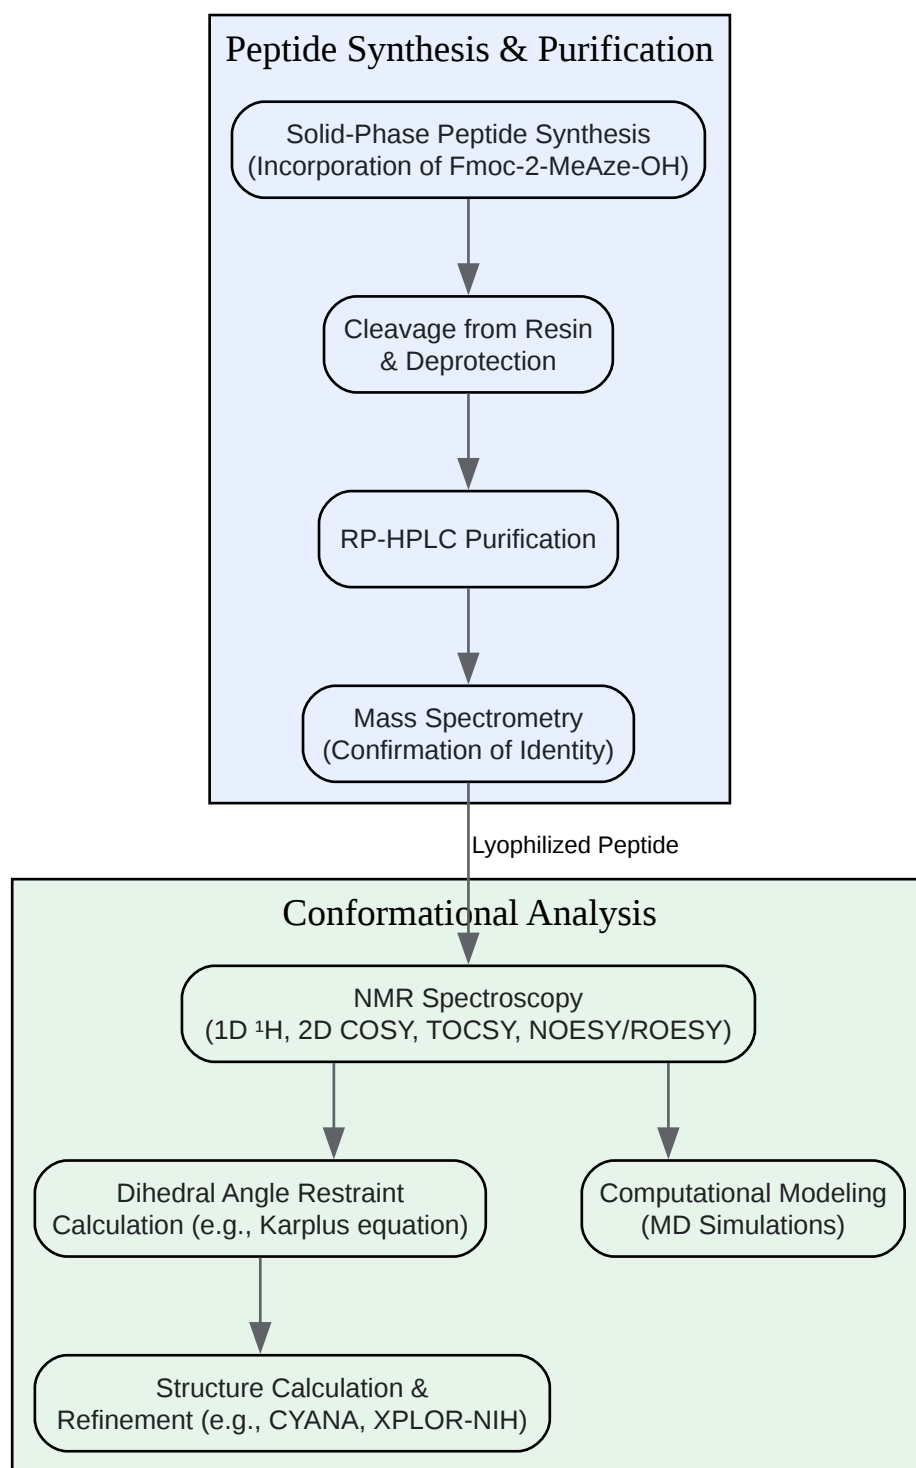 Peptide Synthesis & Purification
Solid-Phase Peptide Synthesis
(Incorporation of Fmoc-2-MeAze-OH)
Cleavage from Resin
& Deprotection
RP-HPLC Purification
Mass Spectrometry
(Confirmation of Identity)
Lyophilized Peptide
Conformational Analysis
NMR Spectroscopy
(1D ¹H, 2D COSY, TOCSY, NOESY/ROESY)
Dihedral Angle Restraint
Calculation (e.g., Karplus equation)
Computational Modeling
(MD Simulations)
Structure Calculation &
Refinement (e.g., CYANA, XPLOR-NIH)